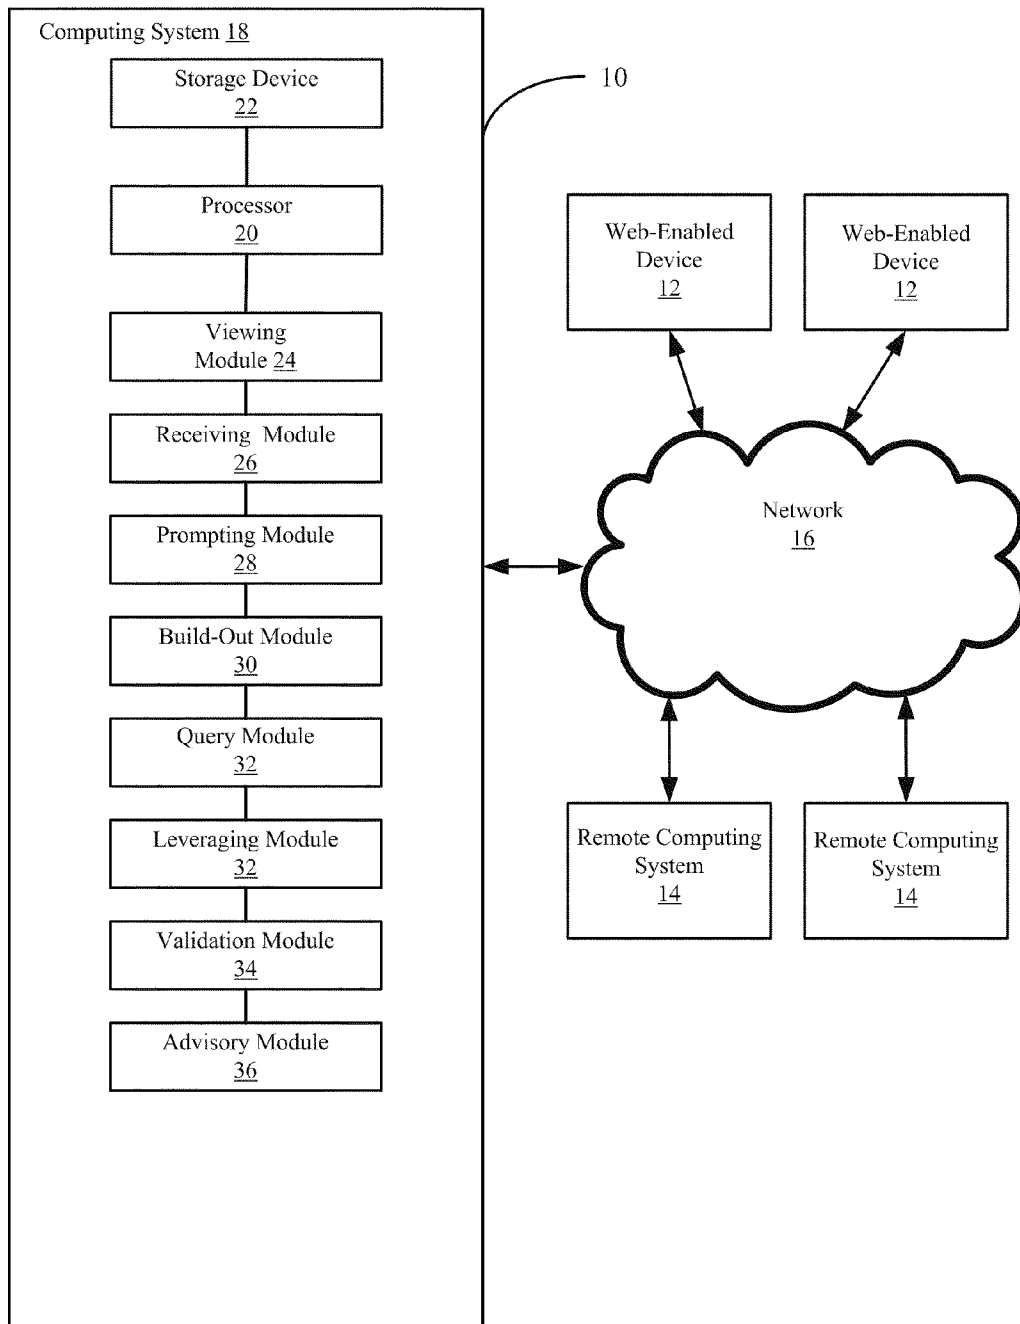 Computing System 18
Storage Device
22
Processor
20
Viewing
Module 24
Receiving Module
26
Prompting Module
28
Build-Out Module
30
Query Module
32
Leveraging Module
32
Validation Module
34
Advisory Module
36
10
Web-Enabled
Device
12
Web-Enabled
Device
12
Network
16
Remote Computing
System
14
Remote Computing
System
14